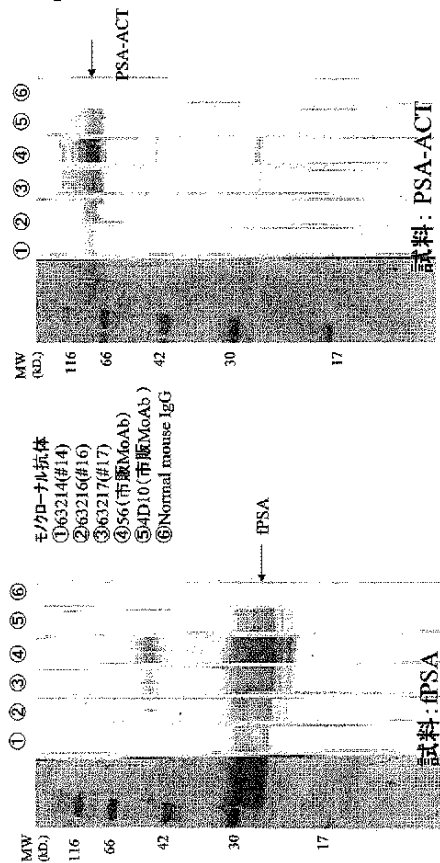 MW
(kD.)
116
66
42
30
17
① ② ③ ④ ⑤ ⑥
fPSA
試料: fPSA
モノクローナル抗体
①63214(#14)
②63216(#16)
③63217(#17)
④56(市販MoAb)
⑤4D10(市販MoAb)
⑥Normal mouse IgG
MW
(kD.)
116
66
42
30
17
① ② ③ ④ ⑤ ⑥
PSA-ACT
試料: PSA-ACT